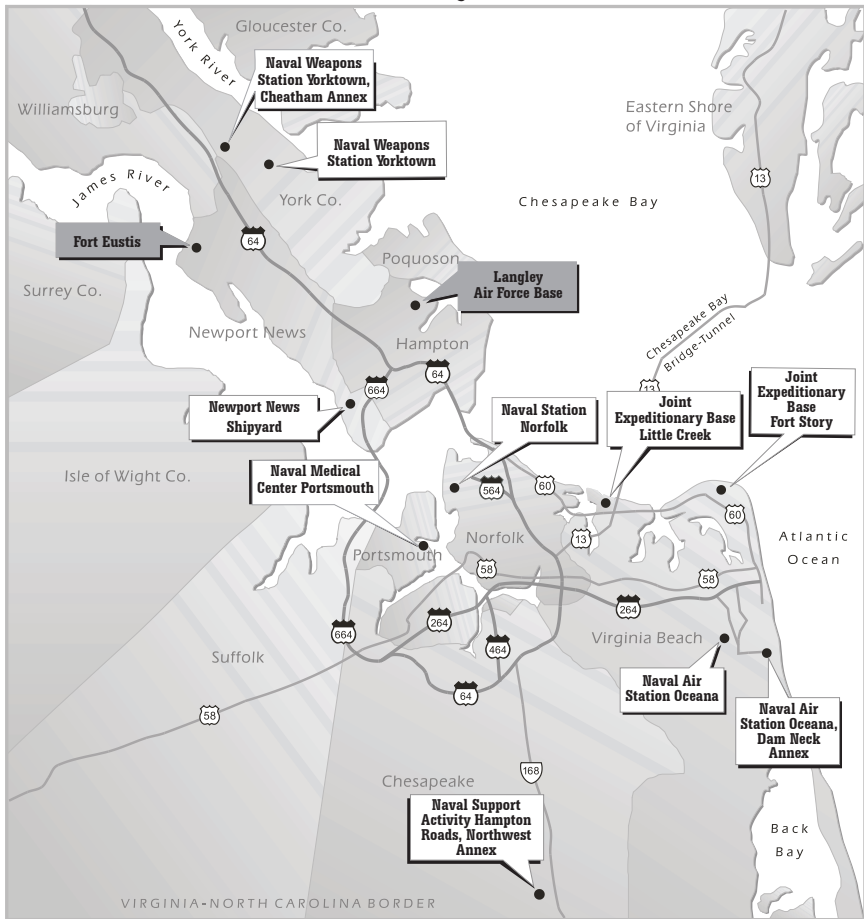 Gloucester Co.
York River
Naval Weapons
Station Yorktown,
Cheatham Annex
Williamsburg
Eastern Shore
of Virginia
Naval Weapons
Station Yorktown
13
James River
York Co.
Chesapeake Bay
Fort Eustis
64
Poquoson
Langley
Air Force Base
Surrey Co.
Newport News
Hampton
Chesapeake Bay
Bridge-Tunnel
64
664
13
Joint
Expeditionary
Base
Fort Story
Newport News
Shipyard
Naval Station
Norfolk
Joint
Expeditionary Base
Little Creek
Isle of Wight Co.
Naval Medical
Center Portsmouth
564
60
60
Portsmouth
Norfolk
13
Atlantic
Ocean
58
58
264
264
664
464
Virginia Beach
Suffolk
64
Naval Air
Station Oceana
58
Naval Air
Station Oceana,
Dam Neck
Annex
168
Chesapeake
Naval Support
Activity Hampton
Roads, Northwest
Annex
Back
Bay
VIRGINIA-NORTH CAROLINA BORDER